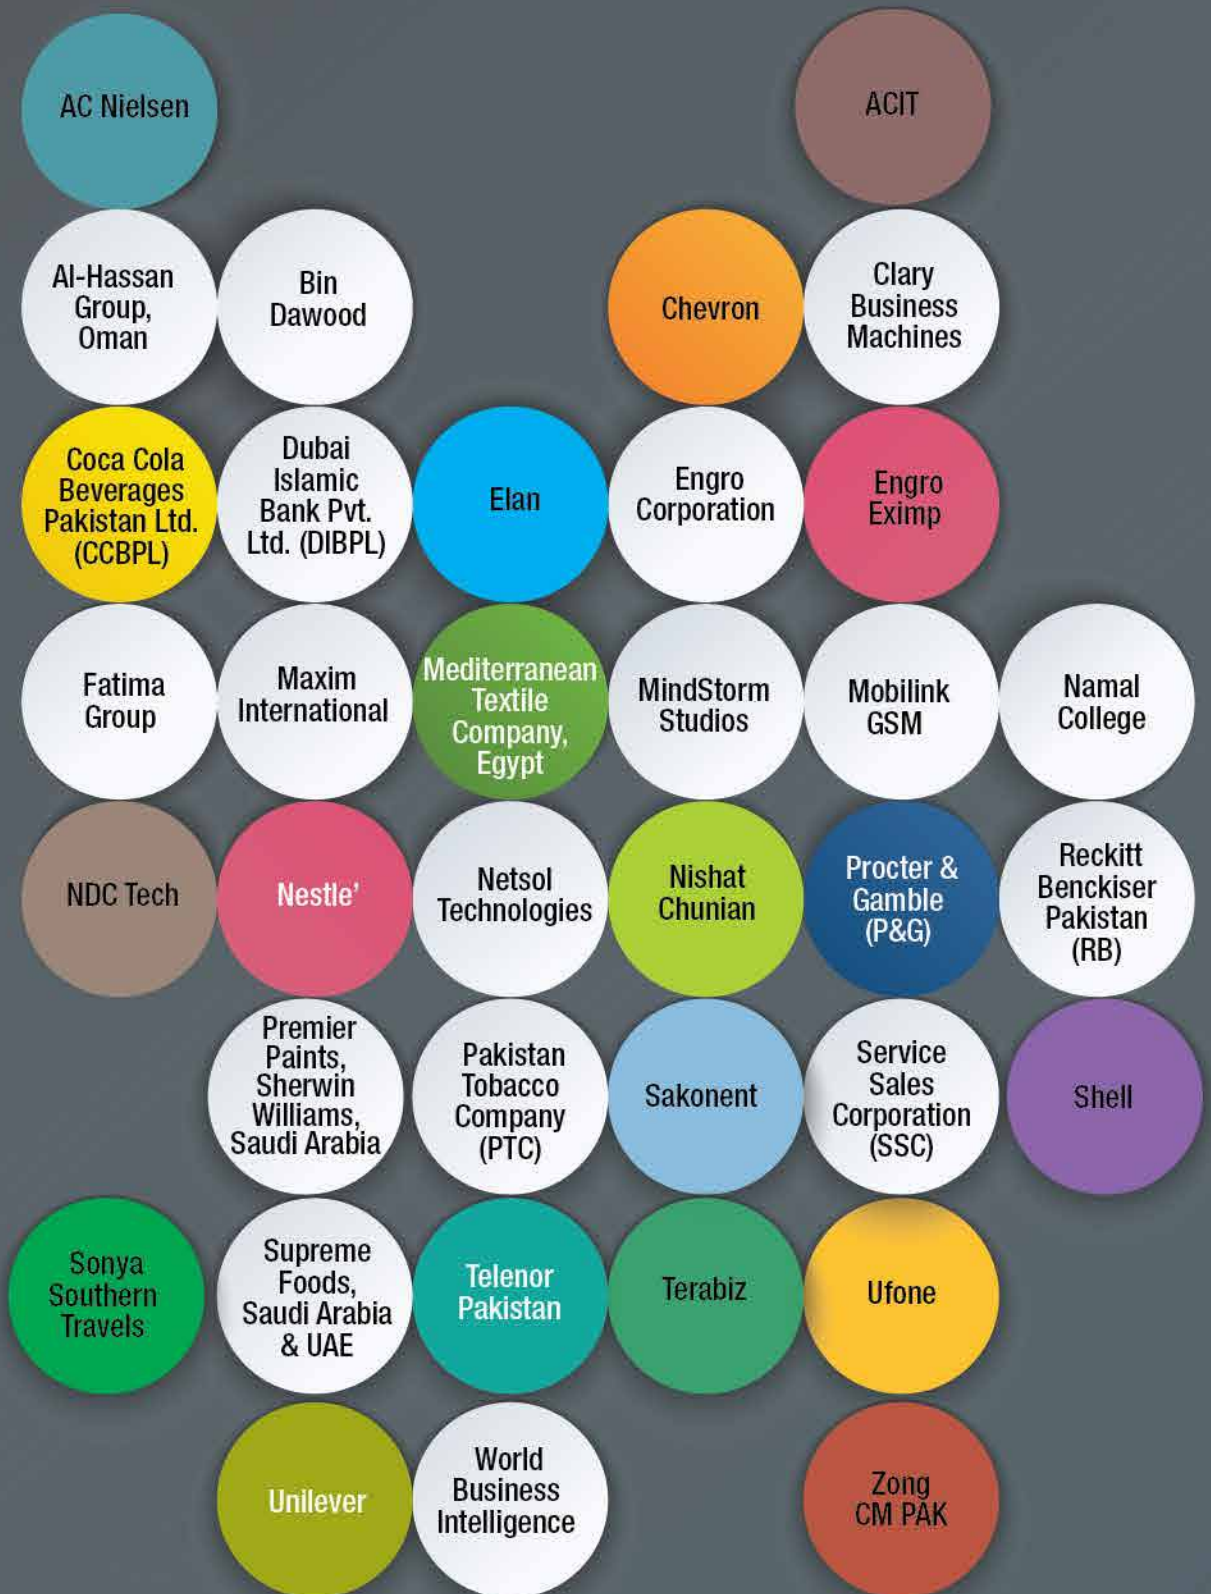 AC Nielsen
ACIT
Al-Hassan
Group,
Oman
Bin
Dawood
Chevron
Clary
Business
Machines
Coca Cola
Beverages
Pakistan Ltd.
(CCBPL)
Dubai
Islamic
Bank Pvt.
Ltd. (DIBPL)
Elan
Engro
Corporation
Engro
Eximp
Fatima
Group
Maxim
International
Mediterranean
Textile
Company,
Egypt
MindStorm
Studios
Mobilink
GSM
Namal
College
NDC Tech
Nestle’
Netsol
Technologies
Nishat
Chunian
Procter &
Gamble
(P&G)
Reckitt
Benckiser
Pakistan
(RB)
Premier
Paints,
Sherwin
Williams,
Saudi Arabia
Pakistan
Tobacco
Company
(PTC)
Sakonent
Service
Sales
Corporation
(SSC)
Shell
Sonya
Southern
Travels
Supreme
Foods,
Saudi Arabia
& UAE
Telenor
Pakistan
Terabiz
Ufone
Unilever
World
Business
Intelligence
Zong
CM PAK